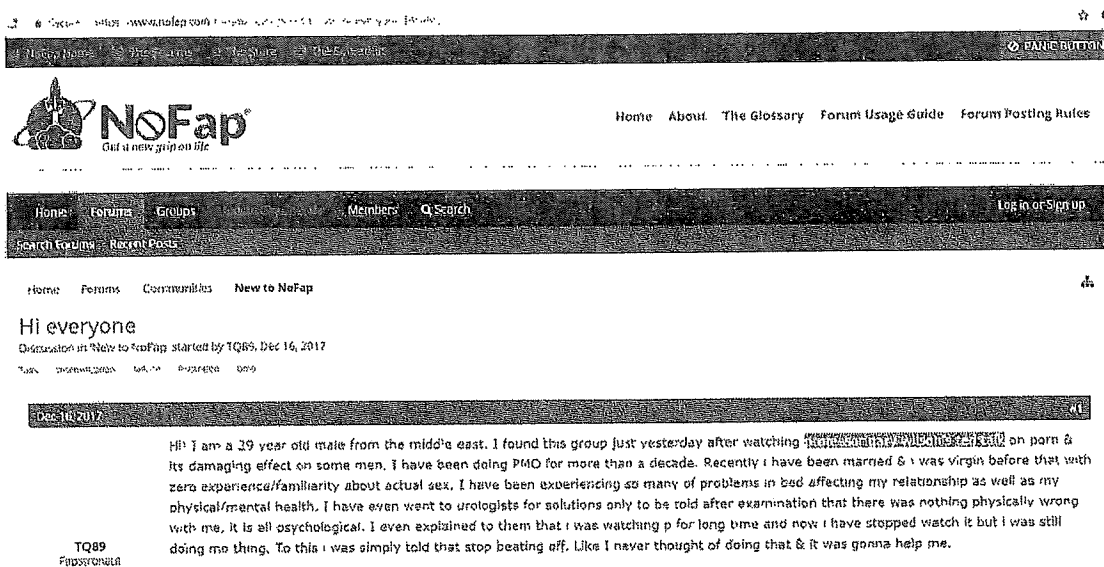 www.nofap.com
PANIC BUTTON
NoFap®
Get a new grip on life
Home About The Glossary Forum Usage Guide Forum Posting Rules
Home Forums Groups Members Search Log in or Sign up
Search Forums Recent Posts
Home Forums Communities New to NoFap
Hi everyone
Discussion in 'New to NoFap' started by TQ89, Dec 16, 2017
Dec 16, 2017 #1
Hi! I am a 29 year old male from the middle east. I found this group just yesterday after watching on porn &
its damaging effect on some men. I have been doing PMO for more than a decade. Recently i have been married & i was virgin before that with
zero experience/familiarity about actual sex. I have been experiencing so many of problems in bed affecting my relationship as well as my
physical/mental health. I have even went to urologists for solutions only to be told after examination that there was nothing physically wrong
with me, it is all psychological. I even explained to them that i was watching p for long time and now i have stopped watch it but i was still
doing mo thing. To this i was simply told that stop beating off. Like I never thought of doing that & it was gonna help me.
TQ89
Fapstronaut